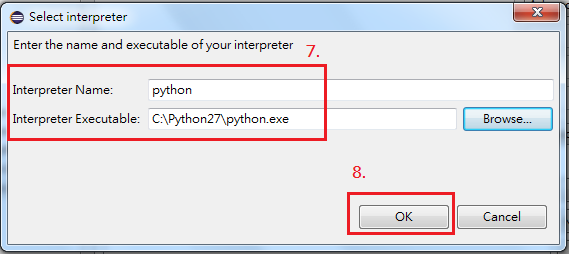 Select interpreter
Enter the name and executable of your interpreter
7.
Interpreter Name: python
Interpreter Executable: C:\Python27\python.exe Browse...
8.
OK Cancel